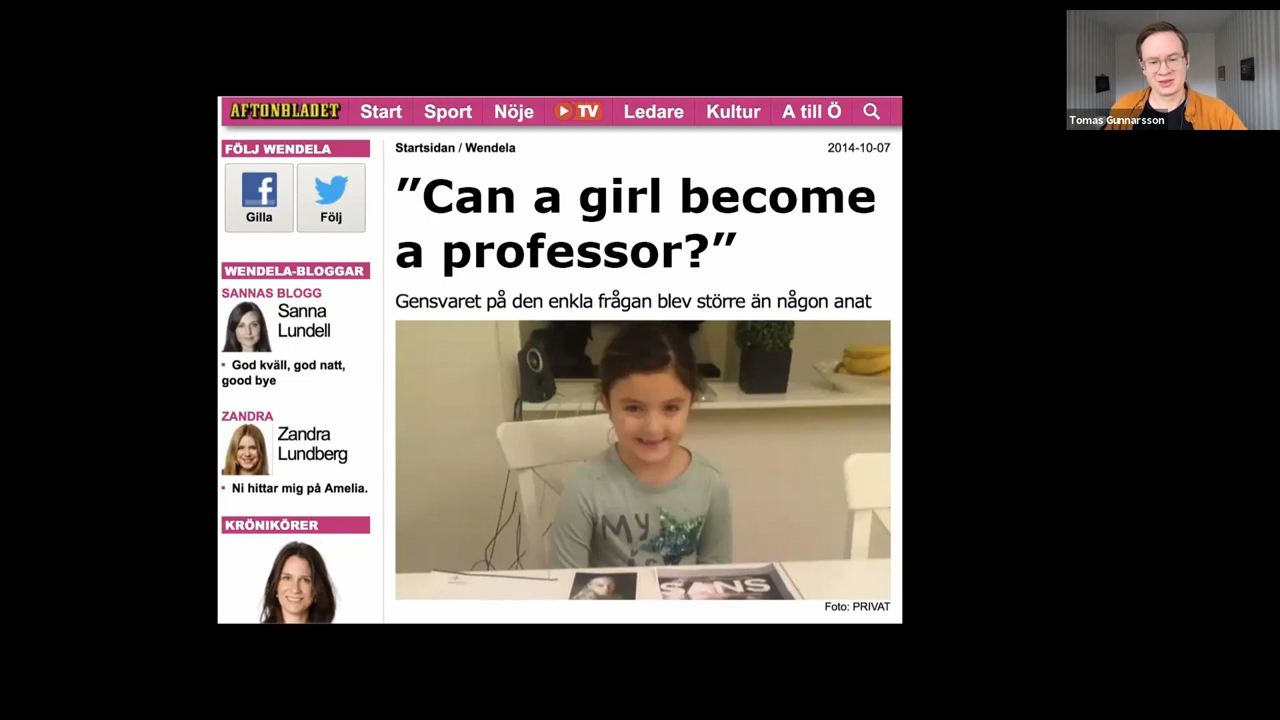 AFTONBLADET Start Sport Nöje TV Ledare Kultur A till Ö
FÖLJ WENDELA
Gilla
Följ
WENDELA-BLOGGAR
SANNAS BLOGG
Sanna
Lundell
God kväll, god natt,
good bye
ZANDRA
Zandra
Lundberg
Ni hittar mig på Amelia.
KRÖNIKÖRER
Startsidan / Wendela
2014-10-07
”Can a girl become
a professor?”
Gensvaret på den enkla frågan blev större än någon anat
MY
SANS
Foto: PRIVAT
Tomas Gunnarsson